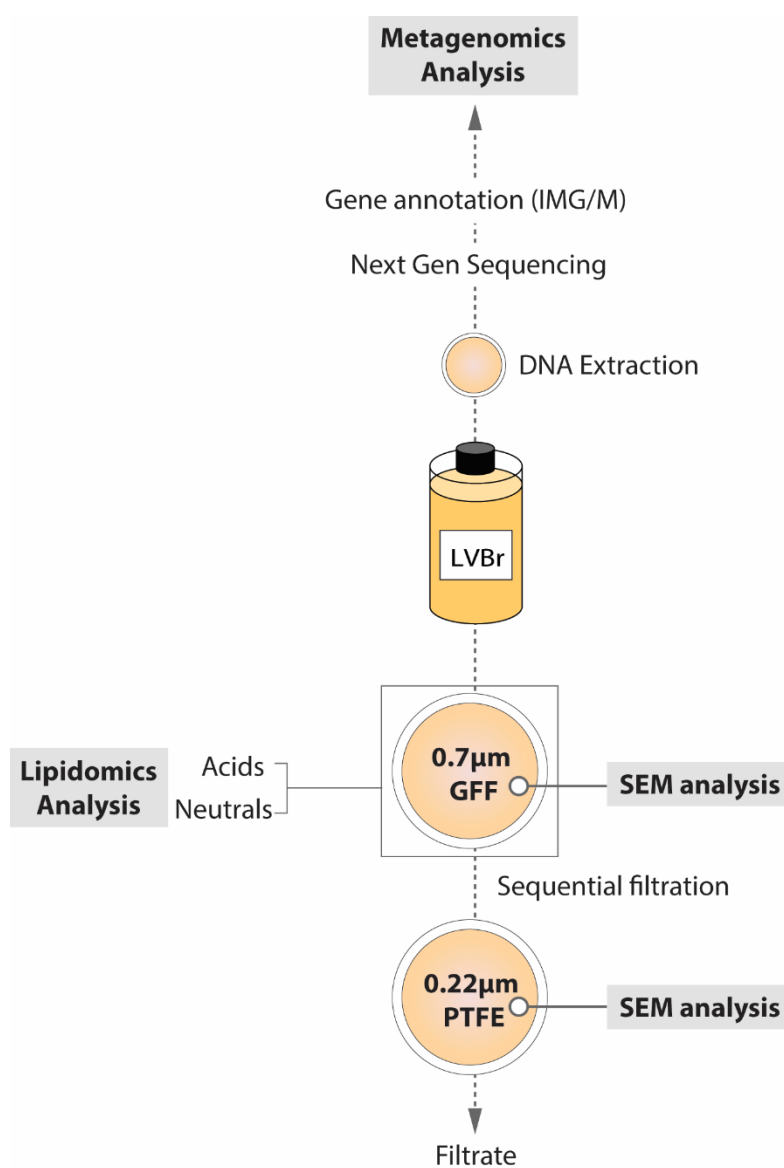 Metagenomics
Analysis
Gene annotation (IMG/M)
Next Gen Sequencing
DNA Extraction
LVBr
Lipidomics
Analysis
Acids
Neutrals
0.7µm
GFF
SEM analysis
Sequential filtration
0.22µm
PTFE
SEM analysis
Filtrate